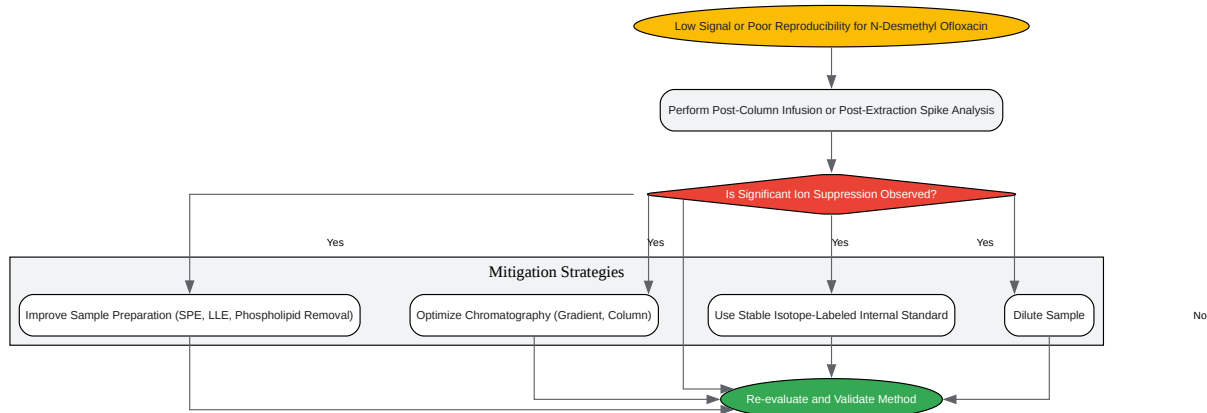 Low Signal or Poor Reproducibility for N-Desmethyl Ofloxacin
Perform Post-Column Infusion or Post-Extraction Spike Analysis
Is Significant Ion Suppression Observed?
Yes
Yes
Yes
Yes
Mitigation Strategies
Improve Sample Preparation (SPE, LLE, Phospholipid Removal)
Optimize Chromatography (Gradient, Column)
Use Stable Isotope-Labeled Internal Standard
Dilute Sample
No
Re-evaluate and Validate Method